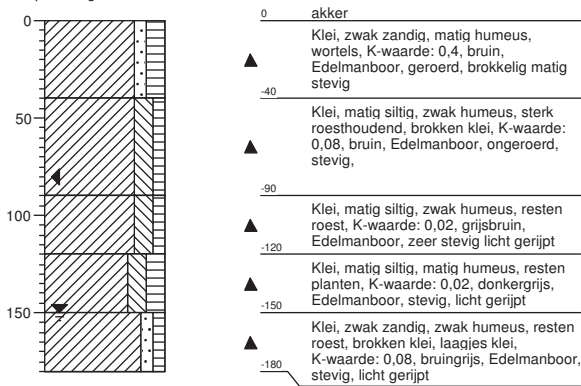 0
50
100
150
0 akker
Klei, zwak zandig, matig humeus,
wortels, K-waarde: 0,4, bruin,
Edelmanboor, geroerd, brokkelig matig
stevig
-40
Klei, matig siltig, zwak humeus, sterk
roesthoudend, brokken klei, K-waarde:
0,08, bruin, Edelmanboor, ongeroerd,
stevig,
-90
Klei, matig siltig, zwak humeus, resten
roest, K-waarde: 0,02, grijsbruin,
Edelmanboor, zeer stevig licht gerijpt
-120
Klei, matig siltig, matig humeus, resten
planten, K-waarde: 0,02, donkergrijs,
Edelmanboor, stevig, licht gerijpt
-150
Klei, zwak zandig, zwak humeus, resten
roest, brokken klei, laagjes klei,
K-waarde: 0,08, bruingrijs, Edelmanboor,
stevig, licht gerijpt
-180